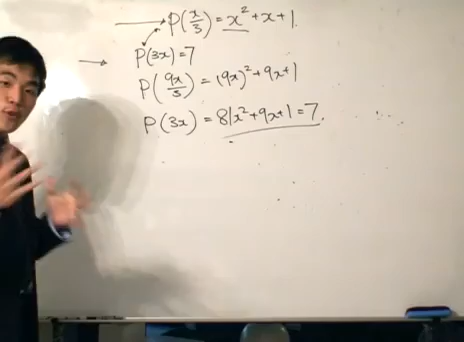 P(x/3) = x² + x + 1.
P(3x) = 7
P(9x/3) = (9x)² + 9x + 1
P(3x) = 81x² + 9x + 1 = 7.